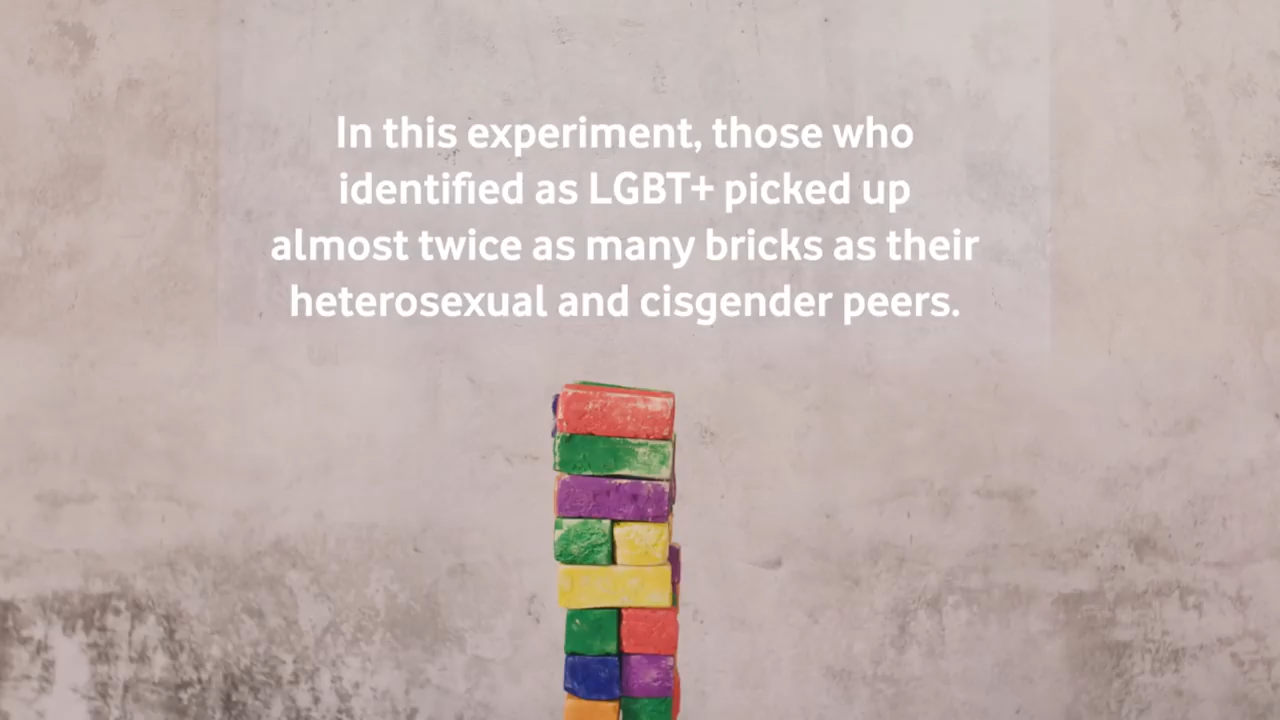 In this experiment, those who
identified as LGBT+ picked up
almost twice as many bricks as their
heterosexual and cisgender peers.